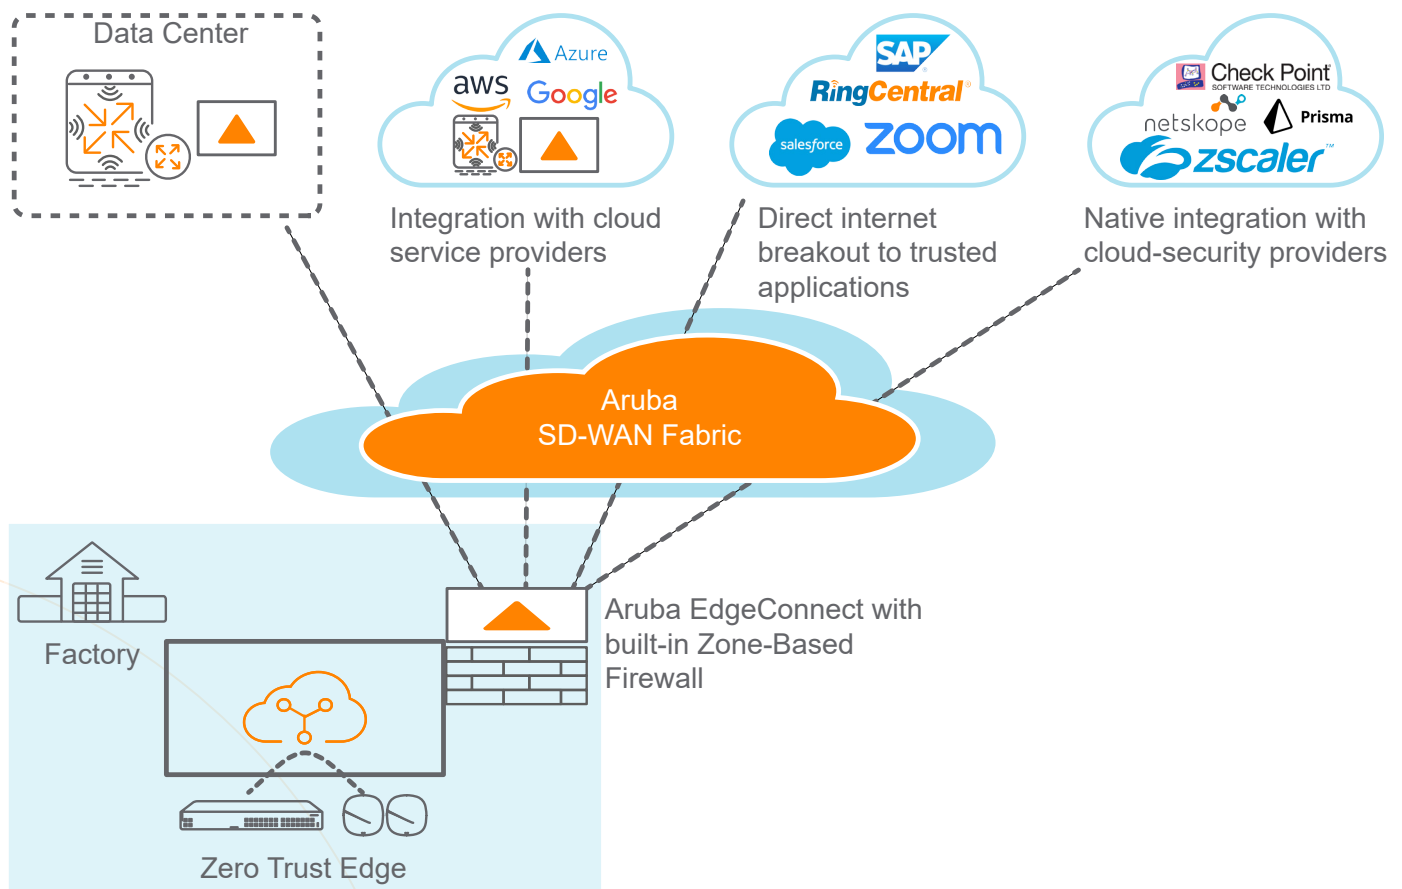 Data Center
Azure
aws
Google
Integration with cloud
service providers
SAP
RingCentral
salesforce
zoom
Direct internet
breakout to trusted
applications
Check Point
SOFTWARE TECHNOLOGIES LTD
netskope
Prisma
zscaler™
Native integration with
cloud-security providers
Aruba
SD-WAN Fabric
Factory
Aruba EdgeConnect with
built-in Zone-Based
Firewall
Zero Trust Edge